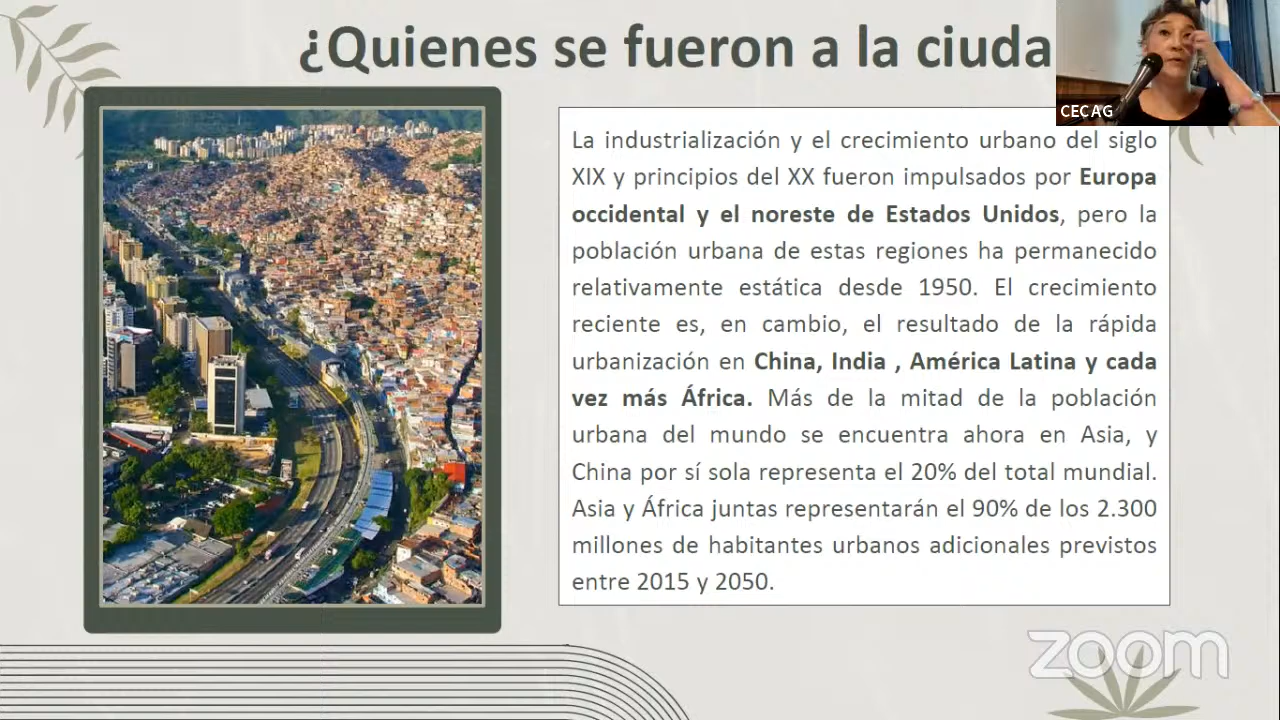 ¿Quienes se fueron a la ciuda
CECAG
La industrialización y el crecimiento urbano del siglo
XIX y principios del XX fueron impulsados por Europa
occidental y el noreste de Estados Unidos, pero la
población urbana de estas regiones ha permanecido
relativamente estática desde 1950. El crecimiento
reciente es, en cambio, el resultado de la rápida
urbanización en China, India , América Latina y cada
vez más África. Más de la mitad de la población
urbana del mundo se encuentra ahora en Asia, y
China por sí sola representa el 20% del total mundial.
Asia y África juntas representarán el 90% de los 2.300
millones de habitantes urbanos adicionales previstos
entre 2015 y 2050.
zoom